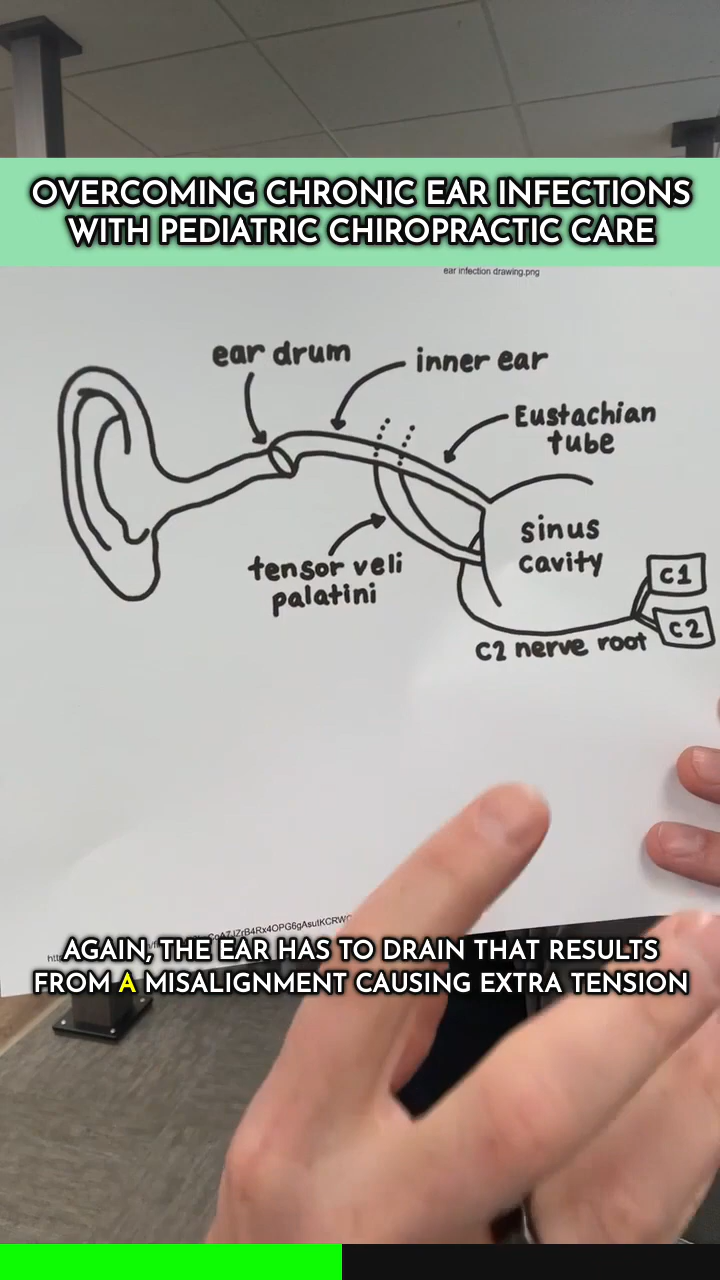 OVERCOMING CHRONIC EAR INFECTIONS
WITH PEDIATRIC CHIROPRACTIC CARE
ear infection drawing.png
ear drum
inner ear
Eustachian
tube
sinus
cavity
tensor veli
palatini
C1
C2
C2 nerve root
AGAIN, THE EAR HAS TO DRAIN THAT RESULTS
FROM A MISALIGNMENT CAUSING EXTRA TENSION